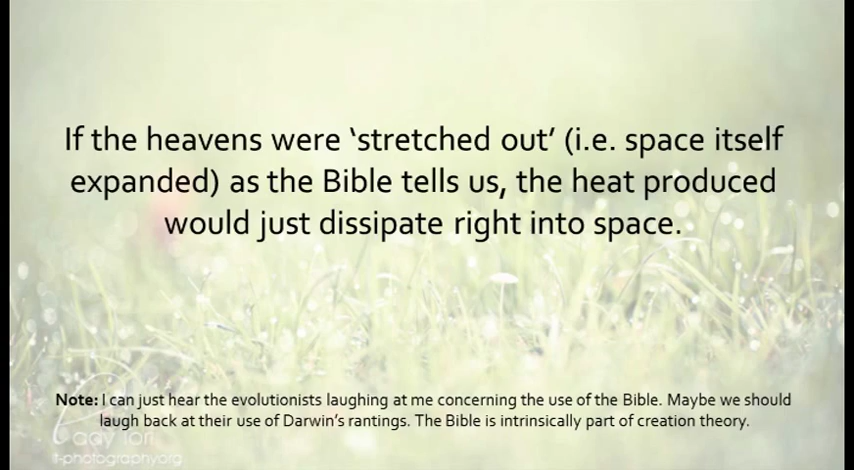 If the heavens were ‘stretched out’ (i.e. space itself
expanded) as the Bible tells us, the heat produced
would just dissipate right into space.
Note: I can just hear the evolutionists laughing at me concerning the use of the Bible. Maybe we should
laugh back at their use of Darwin’s rantings. The Bible is intrinsically part of creation theory.
Lady Tori
t-photography.org